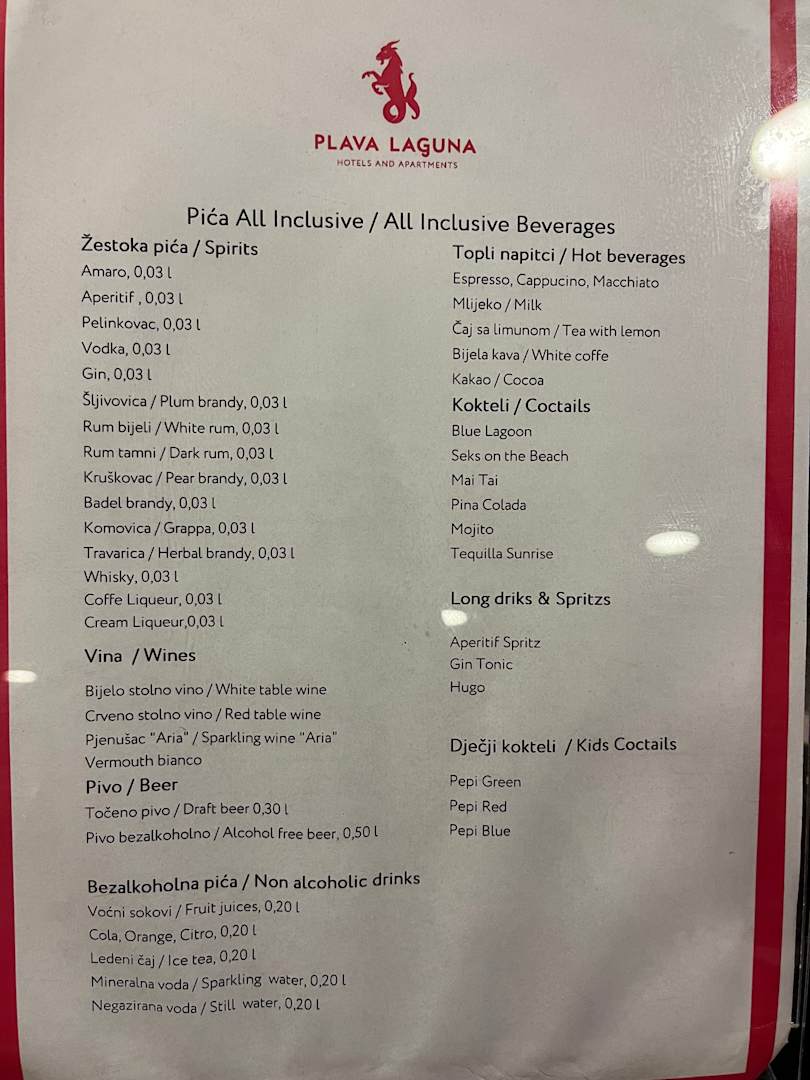 PLAVA LAGUNA
HOTELS AND APARTMENTS
Pića All Inclusive / All Inclusive Beverages
Žestoka pića / Spirits
Amaro, 0,03 l
Aperitif , 0,03 l
Pelinkovac, 0,03 l
Vodka, 0,03 l
Gin, 0,03 l
Šljivovica / Plum brandy, 0,03 l
Rum bijeli / White rum, 0,03 l
Rum tamni / Dark rum, 0,03 l
Kruškovac / Pear brandy, 0,03 l
Badel brandy, 0,03 l
Komovica / Grappa, 0,03 l
Travarica / Herbal brandy, 0,03 l
Whisky, 0,03 l
Coffe Liqueur, 0,03 l
Cream Liqueur,0,03 l
Vina / Wines
Bijelo stolno vino / White table wine
Crveno stolno vino / Red table wine
Pjenušac "Aria" / Sparkling wine "Aria"
Vermouth bianco
Pivo / Beer
Točeno pivo / Draft beer 0,30 l
Pivo bezalkoholno / Alcohol free beer, 0,50 l
Bezalkoholna pića / Non alcoholic drinks
Voćni sokovi / Fruit juices, 0,20 l
Cola, Orange, Citro, 0,20 l
Ledeni čaj / Ice tea, 0,20 l
Mineralna voda / Sparkling water, 0,20 l
Negazirana voda / Still water, 0,20 l
Topli napitci / Hot beverages
Espresso, Cappucino, Macchiato
Mlijeko / Milk
Čaj sa limunom / Tea with lemon
Bijela kava / White coffe
Kakao / Cocoa
Kokteli / Coctails
Blue Lagoon
Seks on the Beach
Mai Tai
Pina Colada
Mojito
Tequilla Sunrise
Long driks & Spritzs
Aperitif Spritz
Gin Tonic
Hugo
Dječji kokteli / Kids Coctails
Pepi Green
Pepi Red
Pepi Blue